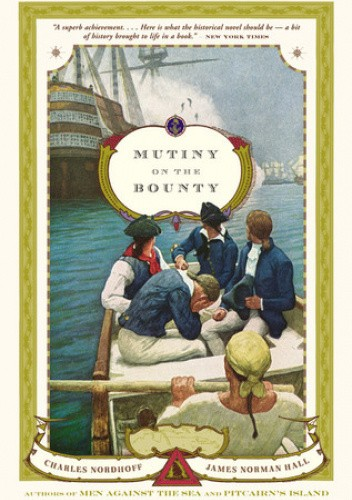 "A superb achievement. . . . Here is what the historical novel should be — a bit
of history brought to life in a book." – NEW YORK TIMES
MUTINY
ON THE
BOUNTY
CHARLES NORDHOFF
JAMES NORMAN HALL
AUTHORS OF MEN AGAINST THE SEA AND PITCAIRN'S ISLAND